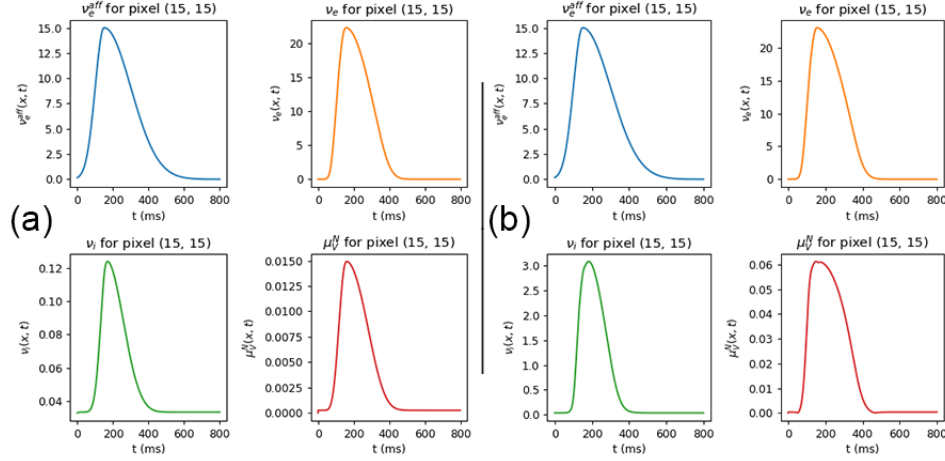 ν_e^{aff} for pixel (15, 15)
ν_e^{aff}(x, t)
15.0
12.5
10.0
7.5
5.0
2.5
0.0
0 200 400 600 800
t (ms)
ν_e for pixel (15, 15)
ν_e(x, t)
20
15
10
5
0
0 200 400 600 800
t (ms)
(a)
ν_i for pixel (15, 15)
ν_i(x, t)
0.12
0.10
0.08
0.06
0.04
0 200 400 600 800
t (ms)
μ_V^N for pixel (15, 15)
μ_V^N(x, t)
0.0150
0.0125
0.0100
0.0075
0.0050
0.0025
0.0000
0 200 400 600 800
t (ms)
ν_e^{aff} for pixel (15, 15)
ν_e^{aff}(x, t)
15.0
12.5
10.0
7.5
5.0
2.5
0.0
0 200 400 600 800
t (ms)
ν_e for pixel (15, 15)
ν_e(x, t)
20
15
10
5
0
0 200 400 600 800
t (ms)
(b)
ν_i for pixel (15, 15)
ν_i(x, t)
3.0
2.5
2.0
1.5
1.0
0.5
0.0
0 200 400 600 800
t (ms)
μ_V^N for pixel (15, 15)
μ_V^N(x, t)
0.06
0.05
0.04
0.03
0.02
0.01
0.00
0 200 400 600 800
t (ms)